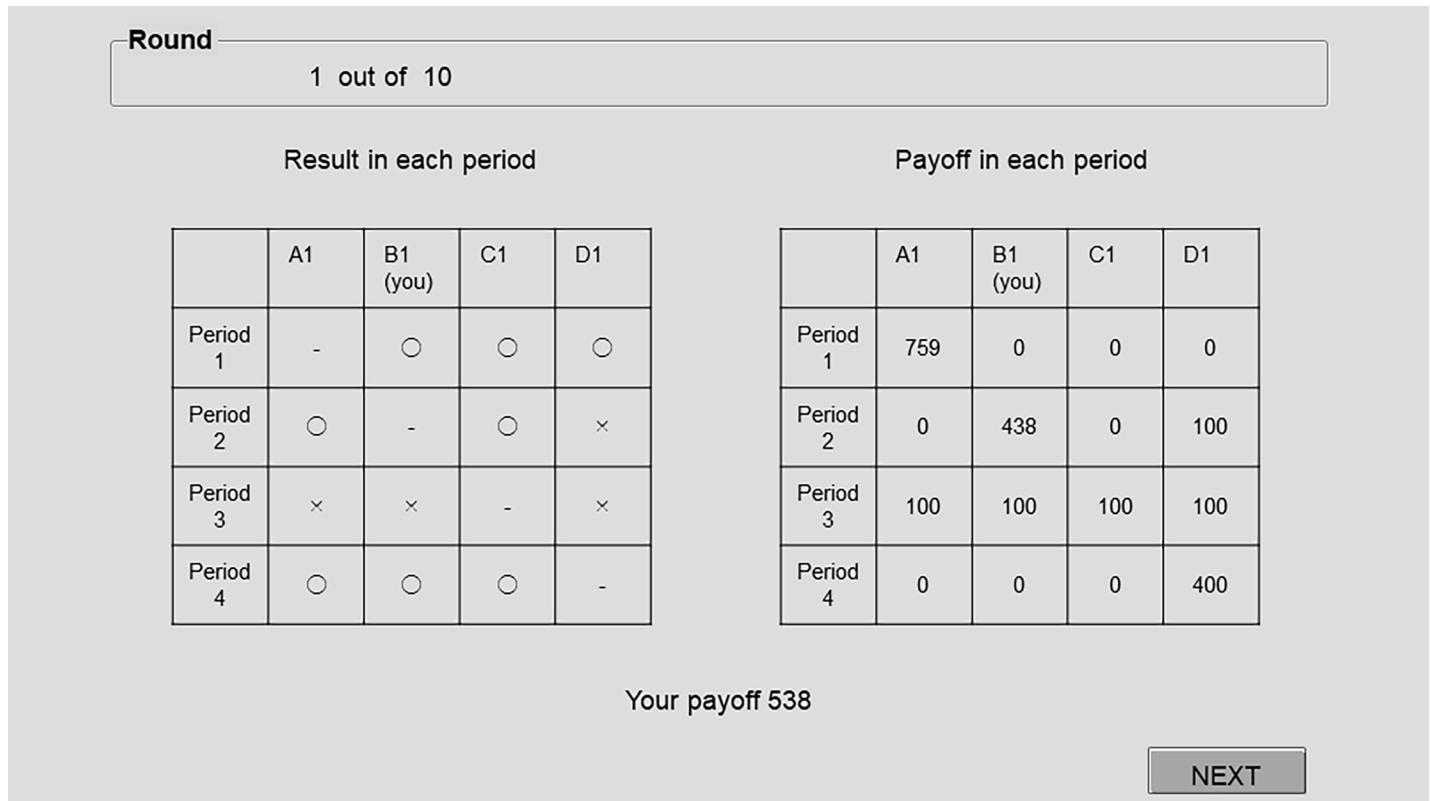 Round
1 out of 10
Result in each period
Payoff in each period
A1 B1 C1 D1
(you)
Period 1 - ○ ○ ○
Period 2 ○ - ○ ×
Period 3 × × - ×
Period 4 ○ ○ ○ -
A1 B1 C1 D1
(you)
Period 1 759 0 0 0
Period 2 0 438 0 100
Period 3 100 100 100 100
Period 4 0 0 0 400
Your payoff 538
NEXT